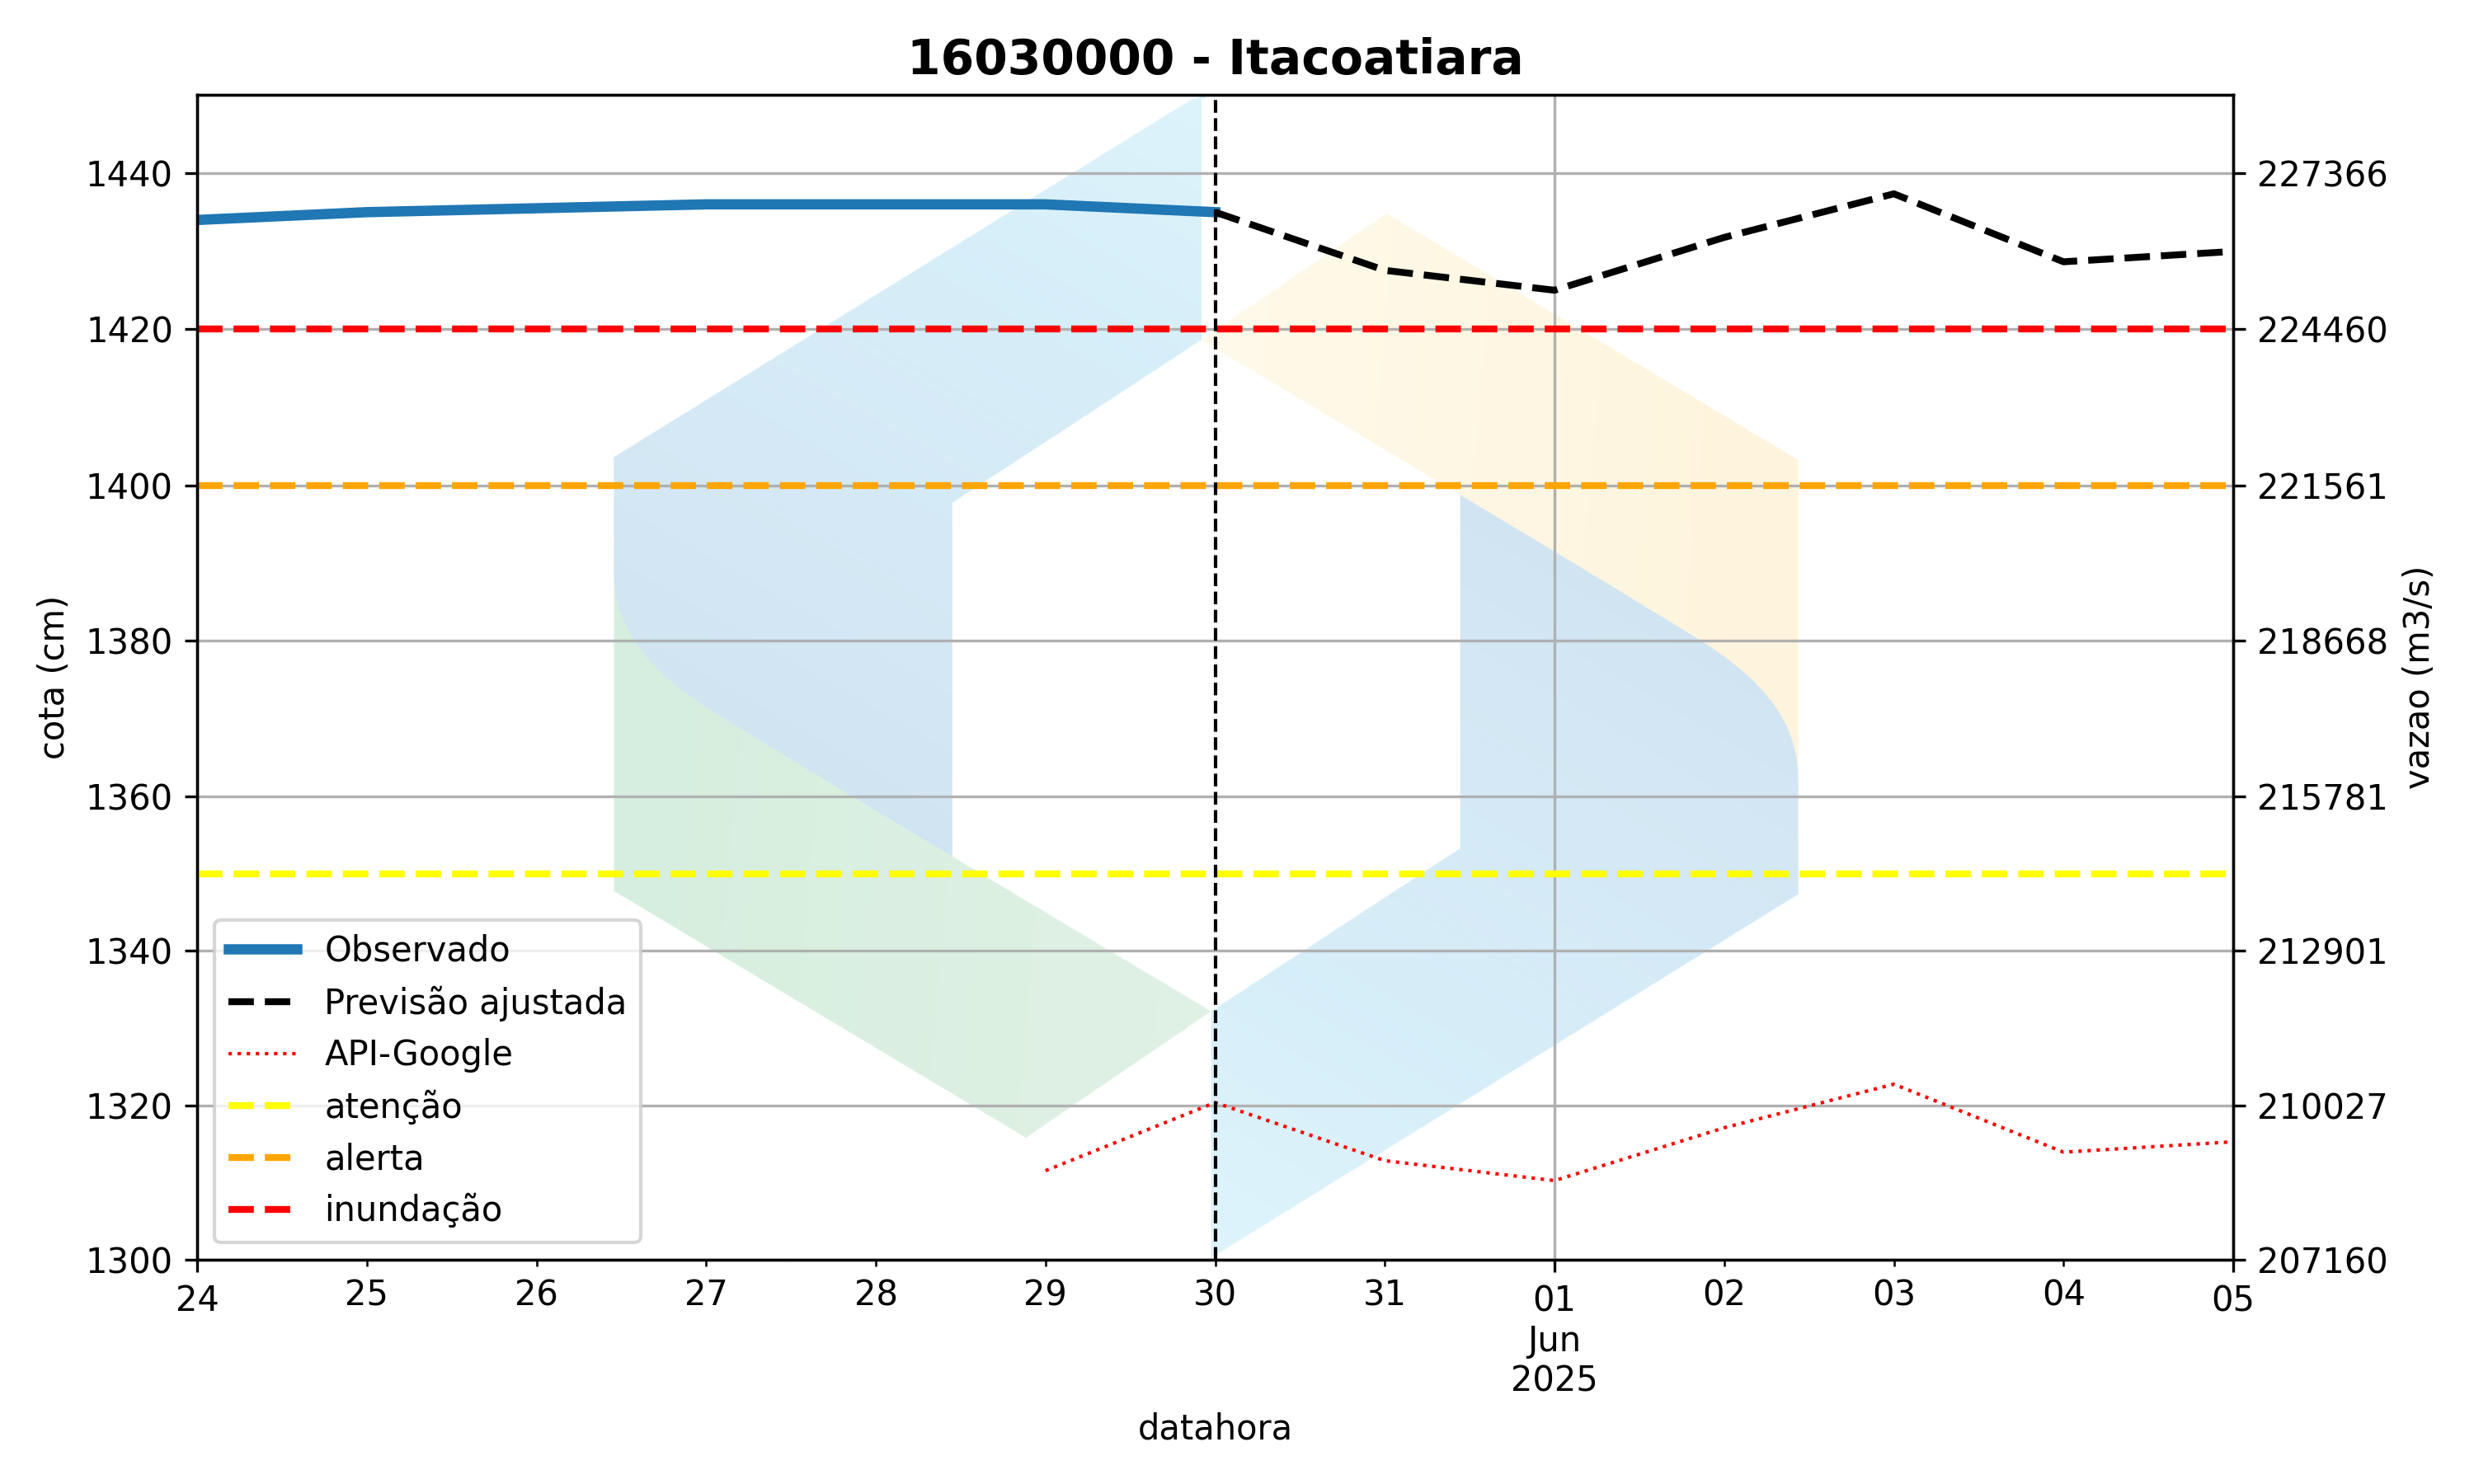 16030000 - Itacoatiara
1440
1420
1400
1380
1360
1340
1320
1300
cota (cm)
227366
224460
221561
218668
215781
212901
210027
207160
vazao (m3/s)
Observado
Previsão ajustada
API-Google
atenção
alerta
inundação
24 25 26 27 28 29 30 31 01 02 03 04 05
Jun
2025
datahora